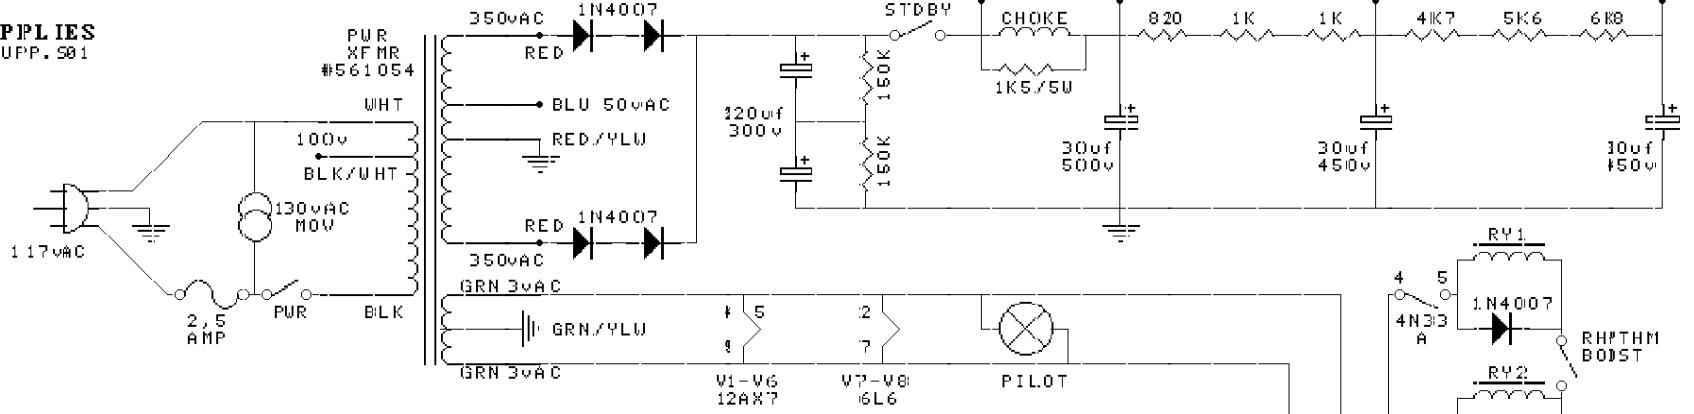 PPLIES
UPP.S01
PWR
XFMR
#561054
350vAC
1N4007
RED
WHT
100v
BLK/WHT
BLU 50vAC
RED/YLW
130vAC
MOV
117vAC
2,5
AMP
PWR
BLK
RED
1N4007
350vAC
GRN 3vAC
GRN/YLW
GRN 3vAC
220uf
300v
150K
150K
STDBY
CHOKE
1K5/5W
820
1K
1K
4K7
5K6
6K8
30uf
500v
30uf
450v
30uf
450v
5
V1-V6
12AX7
2
7
V7-V8
6L6
PILOT
RY1
4
5
4N33
A
1N4007
RHYTHM
BOOST
RY2